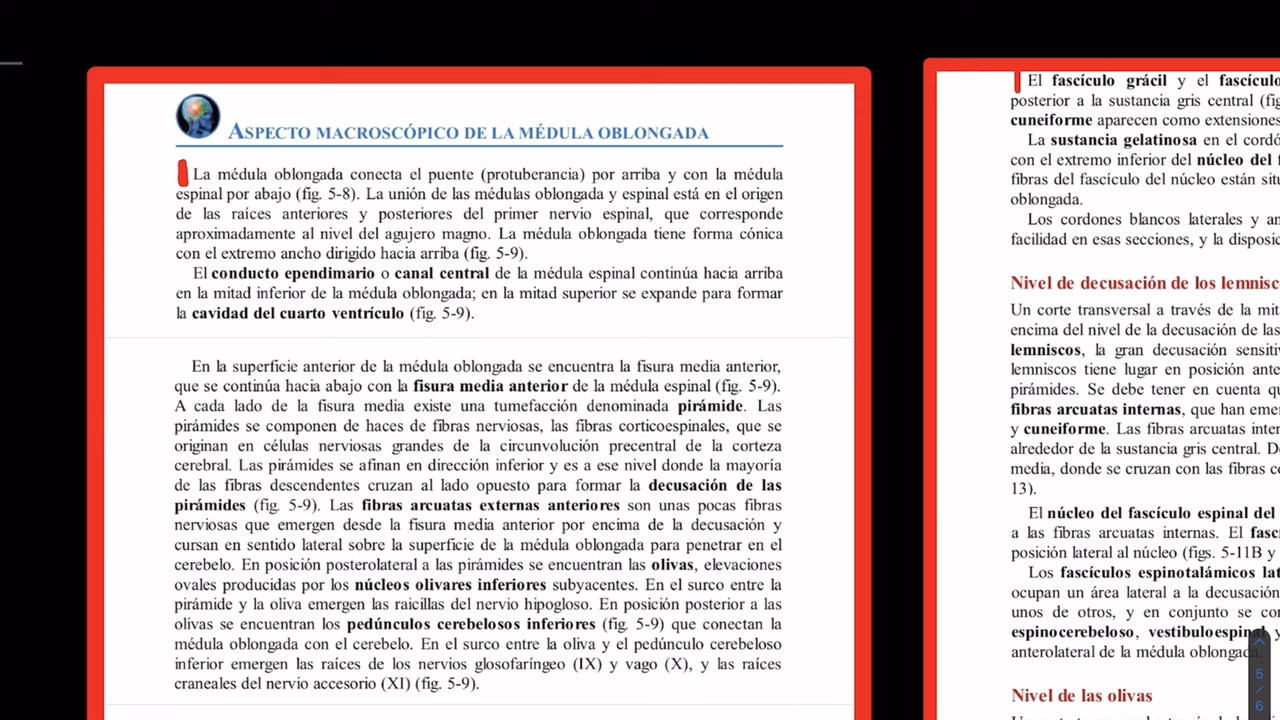 ASPECTO MACROSCÓPICO DE LA MÉDULA OBLONGADA
La médula oblongada conecta el puente (protuberancia) por arriba y con la médula
espinal por abajo (fig. 5-8). La unión de las médulas oblongada y espinal está en el origen
de las raíces anteriores y posteriores del primer nervio espinal, que corresponde
aproximadamente al nivel del agujero magno. La médula oblongada tiene forma cónica
con el extremo ancho dirigido hacia arriba (fig. 5-9).
El conducto ependimario o canal central de la médula espinal continúa hacia arriba
en la mitad inferior de la médula oblongada; en la mitad superior se expande para formar
la cavidad del cuarto ventrículo (fig. 5-9).
En la superficie anterior de la médula oblongada se encuentra la fisura media anterior,
que se continúa hacia abajo con la fisura media anterior de la médula espinal (fig. 5-9).
A cada lado de la fisura media existe una tumefacción denominada pirámide. Las
pirámides se componen de haces de fibras nerviosas, las fibras corticoespinales, que se
originan en células nerviosas grandes de la circunvolución precentral de la corteza
cerebral. Las pirámides se afinan en dirección inferior y es a ese nivel donde la mayoría
de las fibras descendentes cruzan al lado opuesto para formar la decusación de las
pirámides (fig. 5-9). Las fibras arcuatas externas anteriores son unas pocas fibras
nerviosas que emergen desde la fisura media anterior por encima de la decusación y
cursan en sentido lateral sobre la superficie de la médula oblongada para penetrar en el
cerebelo. En posición posterolateral a las pirámides se encuentran las olivas, elevaciones
ovales producidas por los núcleos olivares inferiores subyacentes. En el surco entre la
pirámide y la oliva emergen las raicillas del nervio hipogloso. En posición posterior a las
olivas se encuentran los pedúnculos cerebelosos inferiores (fig. 5-9) que conectan la
médula oblongada con el cerebelo. En el surco entre la oliva y el pedúnculo cerebeloso
inferior emergen las raíces de los nervios glosofaríngeo (IX) y vago (X), y las raíces
craneales del nervio accesorio (XI) (fig. 5-9).
El fascículo grácil y el fascículo
posterior a la sustancia gris central (fig
cuneiforme aparecen como extensiones
La sustancia gelatinosa en el cordó
con el extremo inferior del núcleo del f
fibras del fascículo del núcleo están situ
oblongada.
Los cordones blancos laterales y an
facilidad en esas secciones, y la disposic
Nivel de decusación de los lemnisc
Un corte transversal a través de la mit
encima del nivel de la decusación de las
lemniscos, la gran decusación sensiti
lemniscos tiene lugar en posición ante
pirámides. Se debe tener en cuenta qu
fibras arcuatas internas, que han eme
y cuneiforme. Las fibras arcuatas inter
alrededor de la sustancia gris central. D
media, donde se cruzan con las fibras c
13).
El núcleo del fascículo espinal del
a las fibras arcuatas internas. El fasc
posición lateral al núcleo (figs. 5-11B y
Los fascículos espinotalámicos lat
ocupan un área lateral a la decusación
unos de otros, y en conjunto se con
espinocerebeloso, vestibuloespinal y
anterolateral de la médula oblongada.
Nivel de las olivas
5
/
6